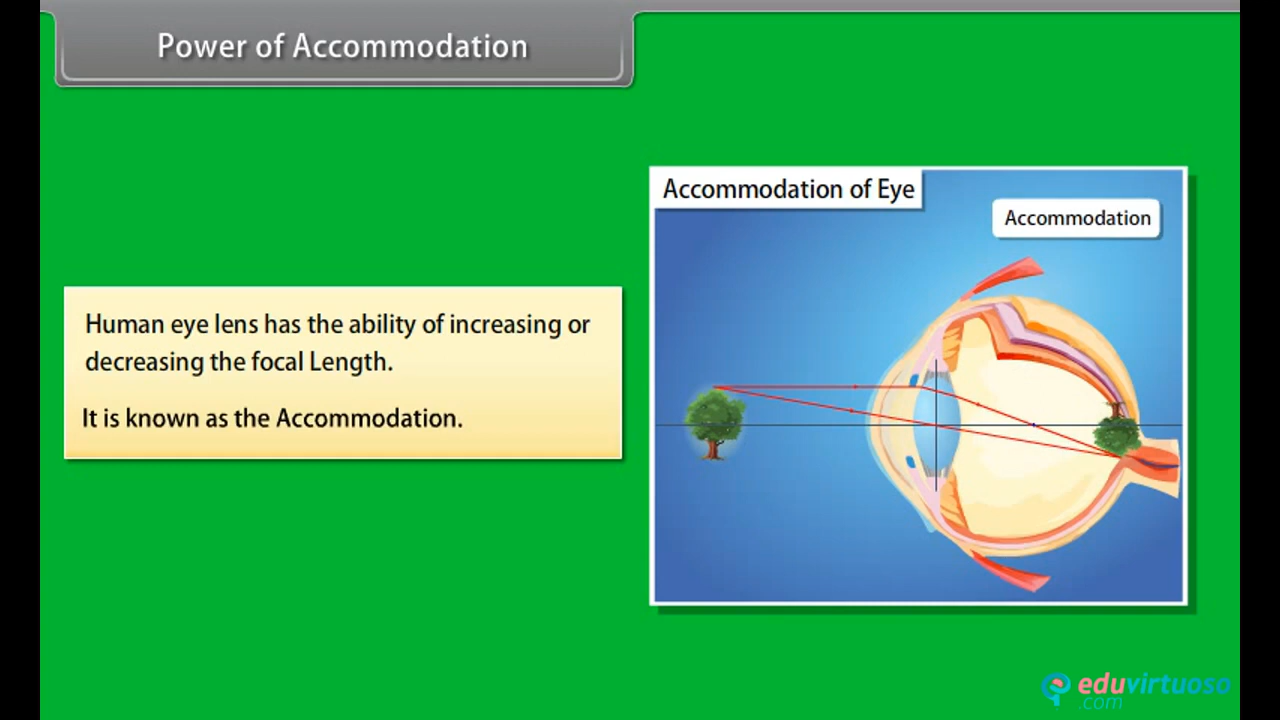 Power of Accommodation
Accommodation of Eye
Accommodation
Human eye lens has the ability of increasing or
decreasing the focal Length.
It is known as the Accommodation.
eduvirtuoso
.com